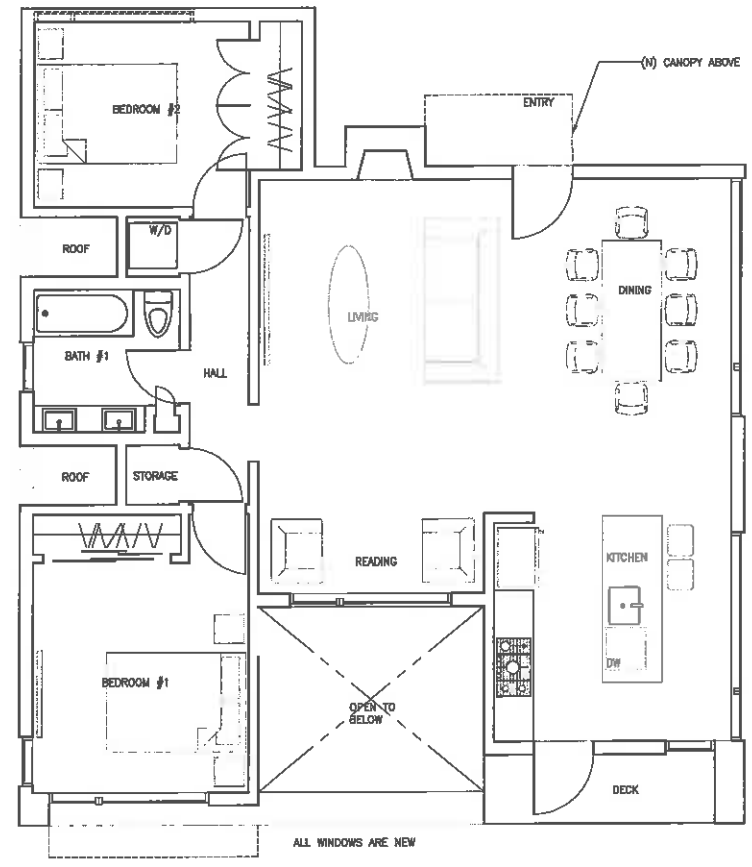 (N) CANOPY ABOVE
ENTRY
BEDROOM #2
W/D
ROOF
DINING
LIVING
BATH #1
HALL
ROOF
STORAGE
READING
KITCHEN
DW
BEDROOM #1
OPEN TO
BELOW
DECK
ALL WINDOWS ARE NEW